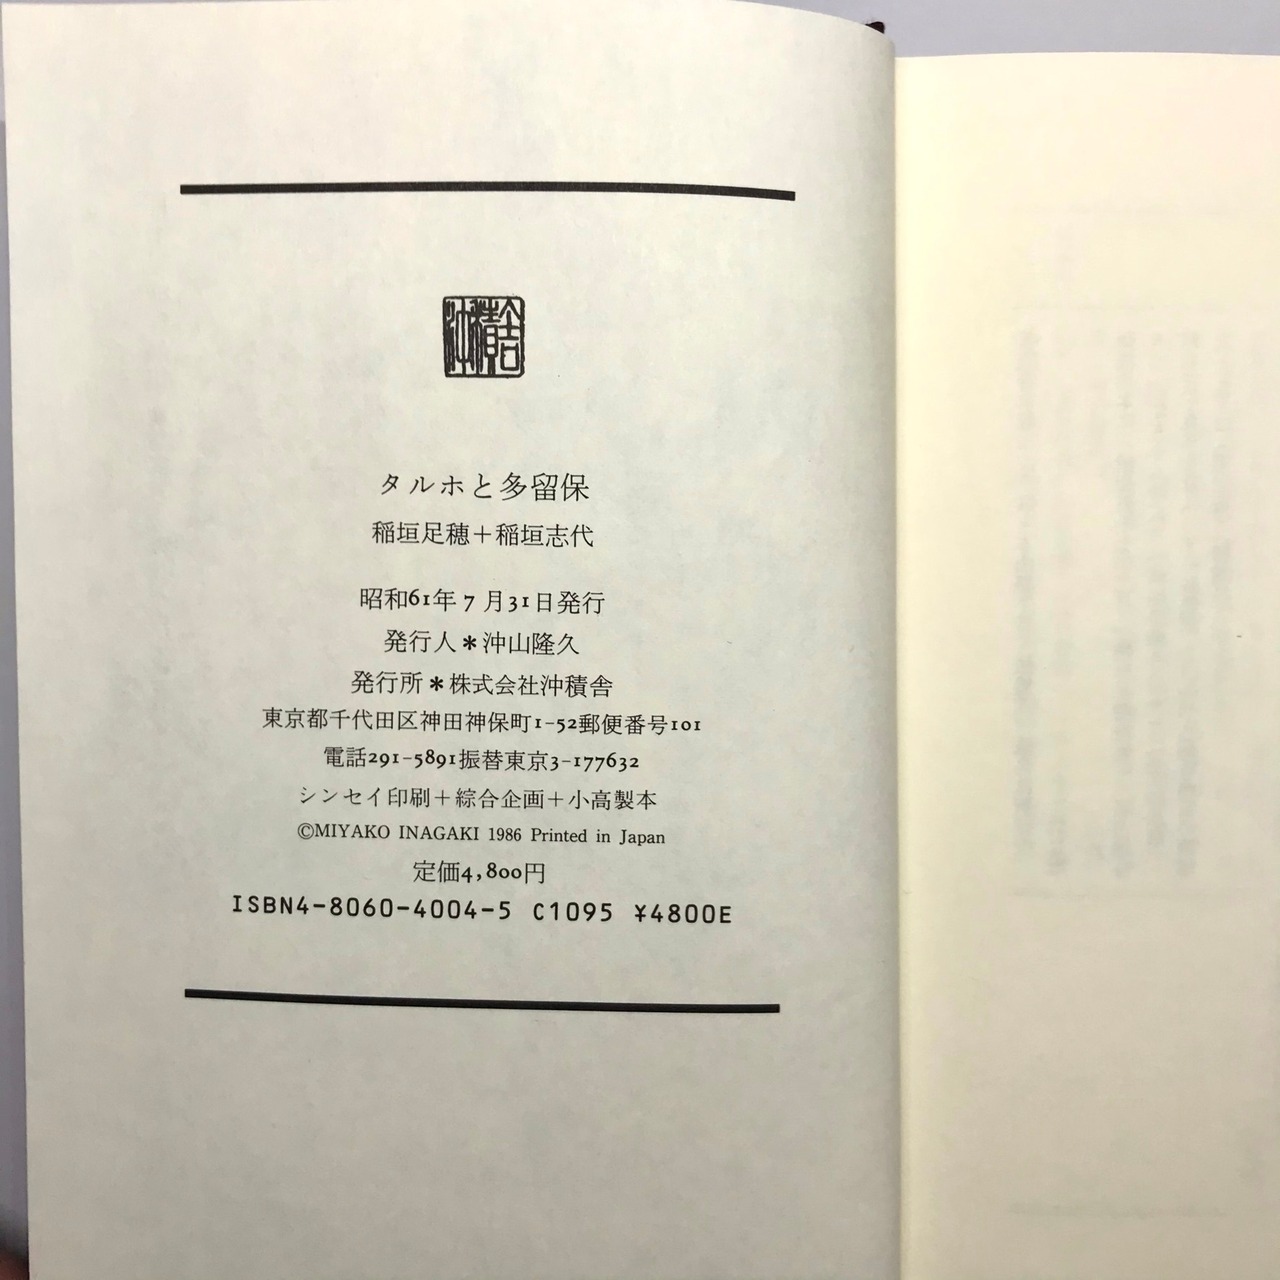 沖積舎
タルホと多留保
稲垣足穂＋稲垣志代
昭和61年7月31日発行
発行人＊沖山隆久
発行所＊株式会社沖積舎
東京都千代田区神田神保町1-52郵便番号101
電話291-5891振替東京3-177632
シンセイ印刷＋綜合企画＋小高製本
©MIYAKO INAGAKI 1986 Printed in Japan
定価4,800円
ISBN4-8060-4004-5 C1095 ¥4800E